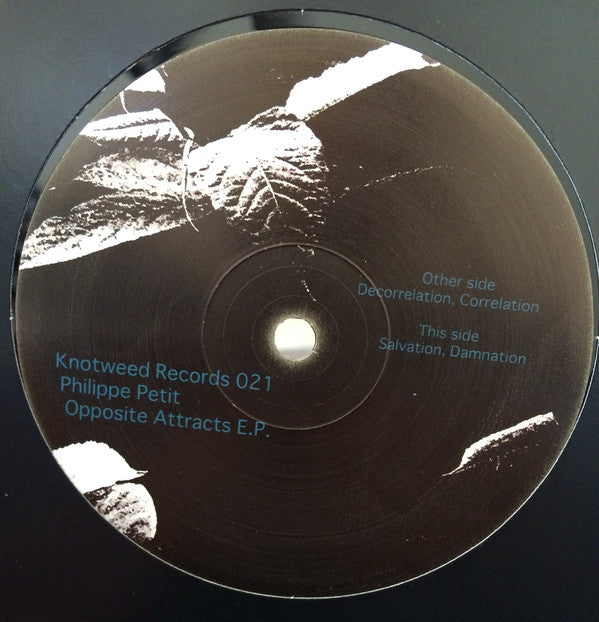 Other side
Decorrelation, Correlation
This side
Salvation, Damnation
Knotweed Records 021
Philippe Petit
Opposite Attracts E.P.